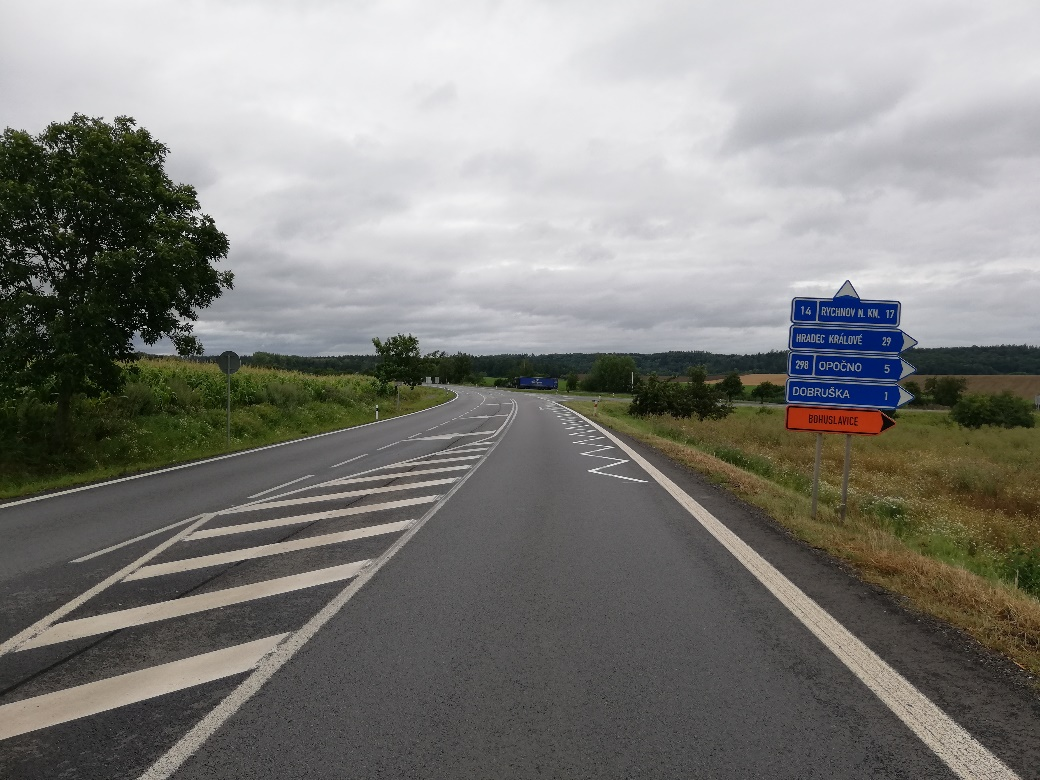 14 RYCHNOV N. KN. 17
HRADEC KRÁLOVÉ 29
298 OPOČNO 5
DOBRUŠKA 1
BOHUSLAVICE